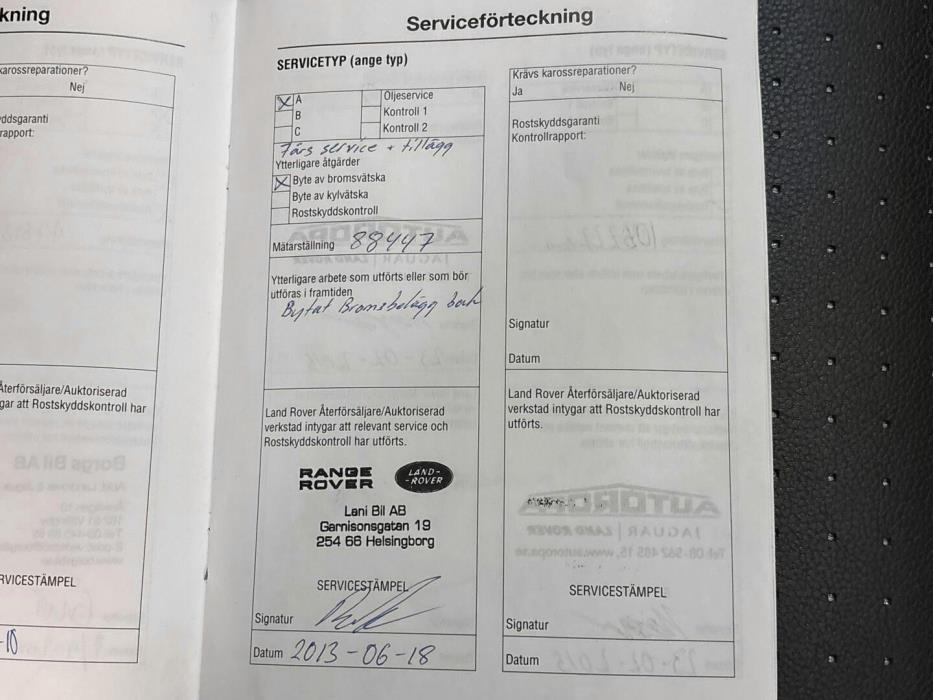 kning
karossreparationer?
Nej
yddsgaranti
rapport:
Återförsäljare/Auktoriserad
gar att Rostskyddskontroll har
RVICESTÄMPEL
-10
Serviceförteckning
SERVICETYP (ange typ)
A
B
C
Oljeservice
Kontroll 1
Kontroll 2
7års service + tillägg
Ytterligare åtgärder
Byte av bromsvätska
Byte av kylvätska
Rostskyddskontroll
Mätarställning 88447
Ytterligare arbete som utförts eller som bör
utföras i framtiden
Bytat Bromsbelägg bak
Land Rover Återförsäljare/Auktoriserad
verkstad intygar att relevant service och
Rostskyddskontroll har utförts.
RANGE
ROVER
LAND-
-ROVER
Lani Bil AB
Garnisonsgatan 19
254 66 Helsingborg
SERVICESTÄMPEL
Signatur
Datum 2013-06-18
Krävs karossreparationer?
Ja Nej
Rostskyddsgaranti
Kontrollrapport:
Signatur
Datum
Land Rover Återförsäljare/Auktoriserad
verkstad intygar att Rostskyddskontroll har
utförts.
SERVICESTÄMPEL
Signatur
Datum